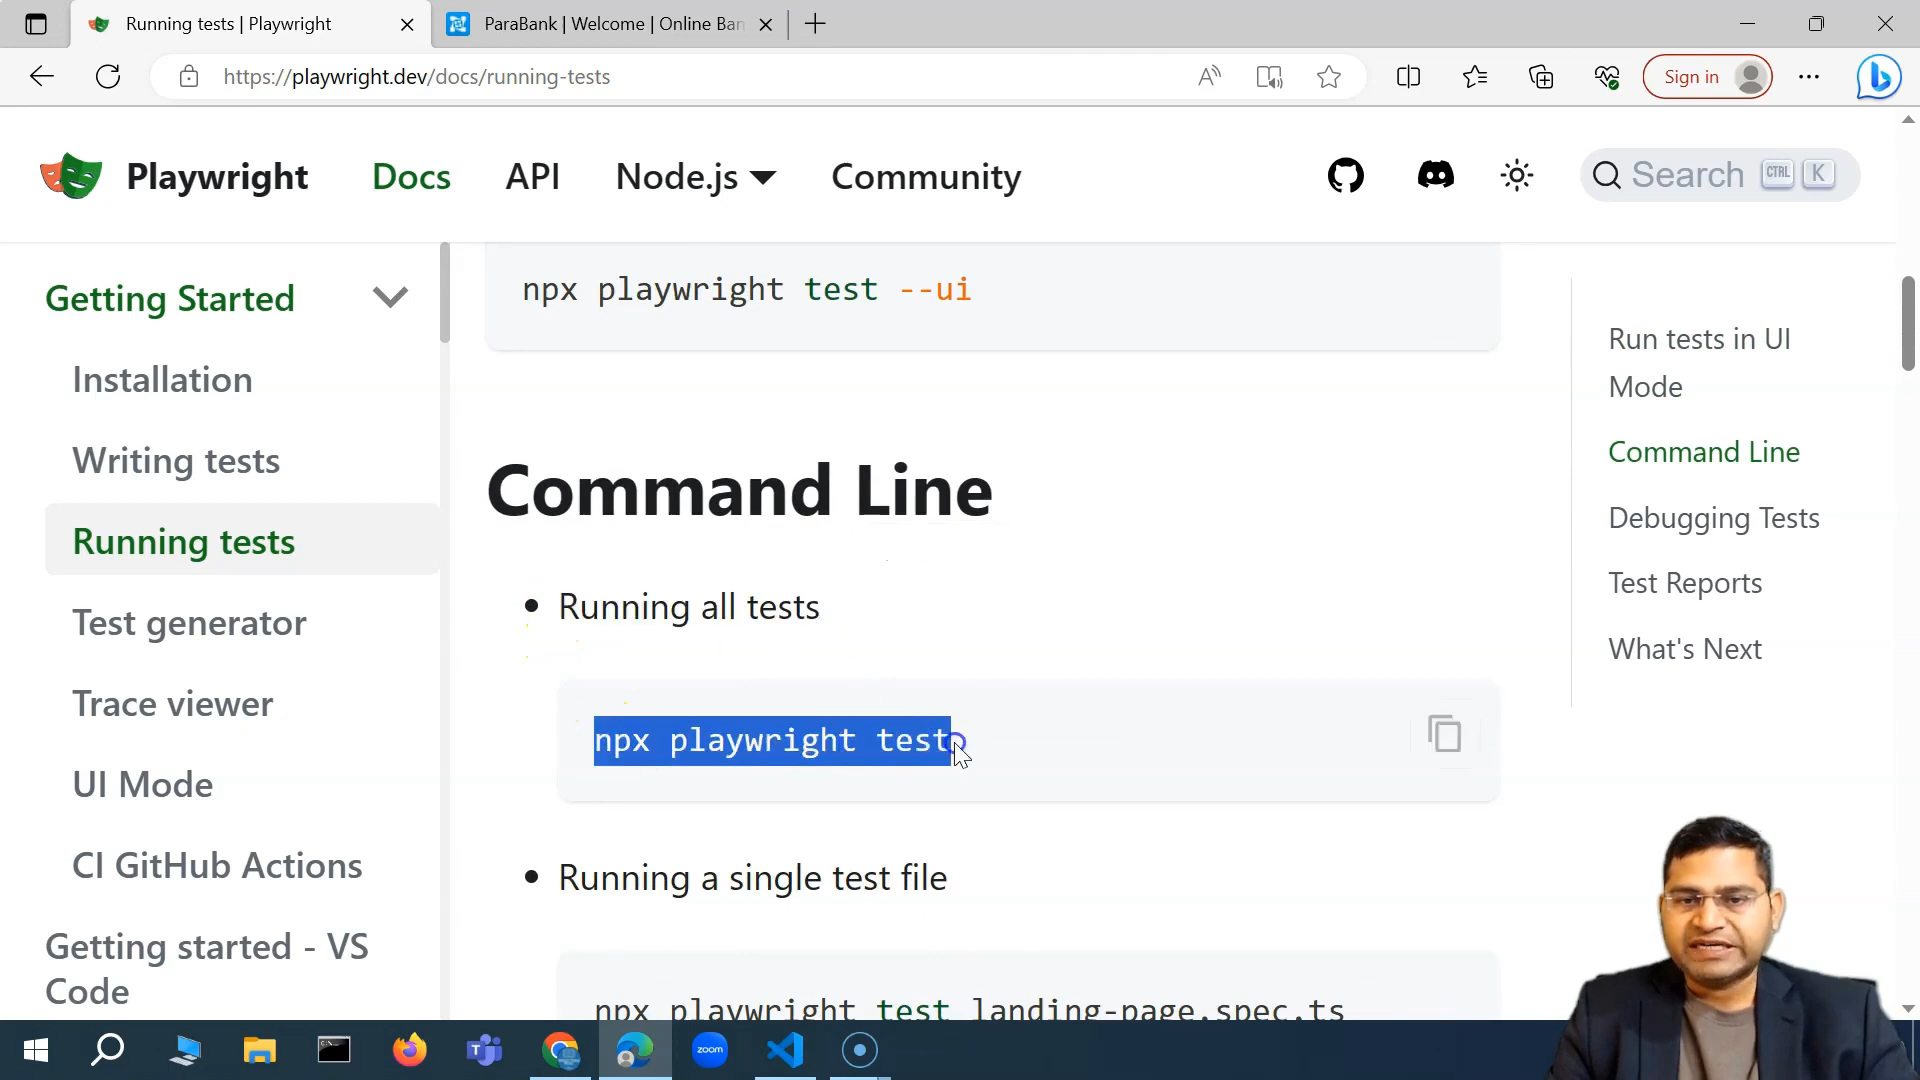 Running tests | Playwright
ParaBank | Welcome | Online Ban
https://playwright.dev/docs/running-tests
A
Sign in
b
Playwright
Docs
API
Node.js
Community
Search
CTRL
K
Getting Started
Installation
Writing tests
Running tests
Test generator
Trace viewer
UI Mode
CI GitHub Actions
Getting started - VS
Code
npx playwright test --ui
Command Line
• Running all tests
npx playwright test
• Running a single test file
npx playwright test landing-page.spec.ts
Run tests in UI
Mode
Command Line
Debugging Tests
Test Reports
What's Next
zoom